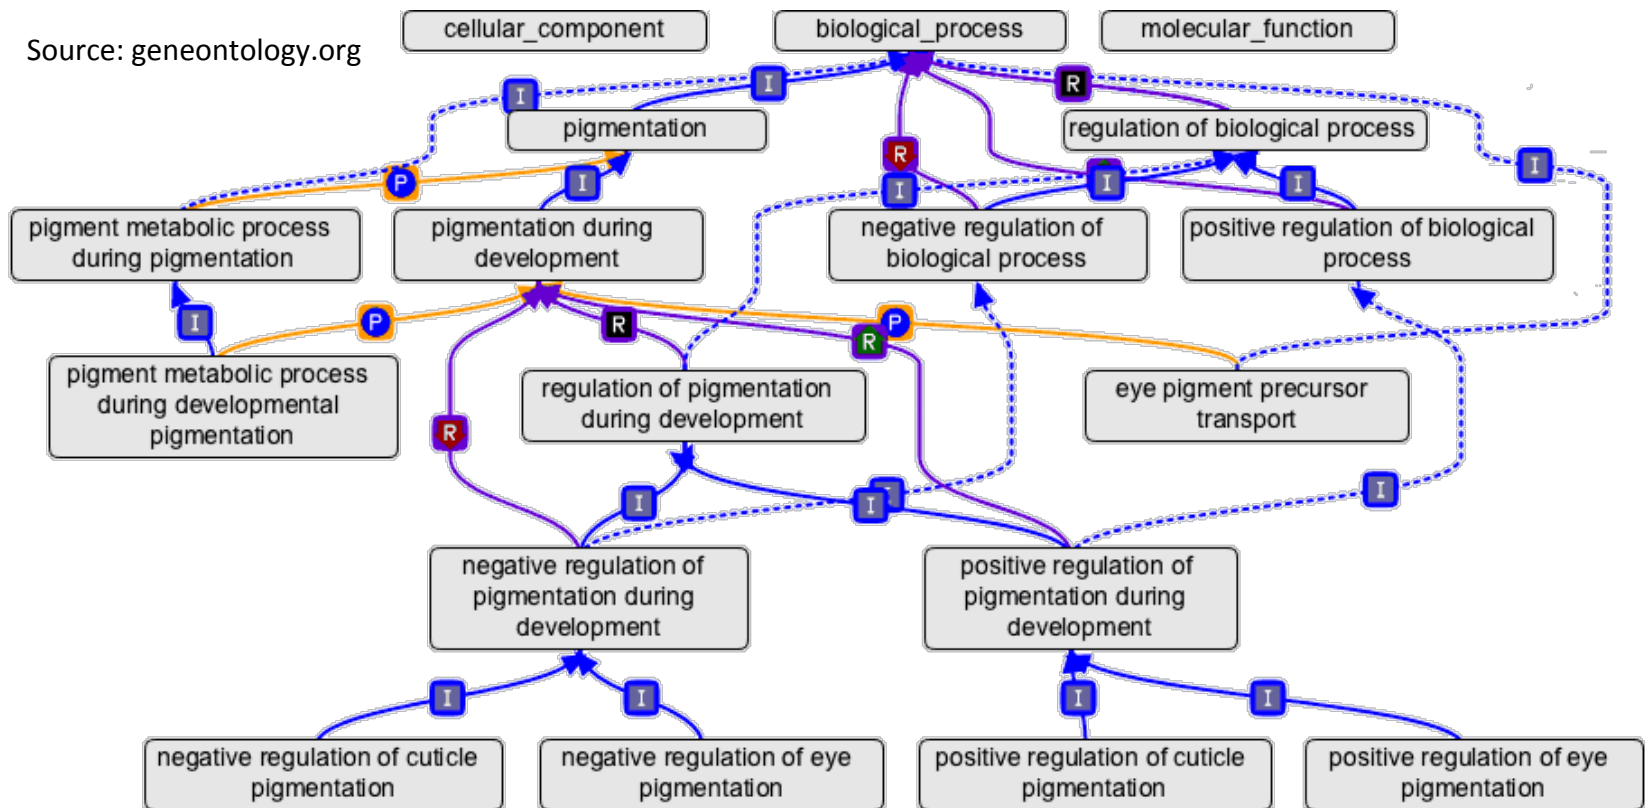 cellular_component
biological_process
molecular_function
Source: geneontology.org
I
I
R
pigmentation
regulation of biological process
R
I
P
I
I
I
I
pigment metabolic process
during pigmentation
pigmentation during
development
negative regulation of
biological process
positive regulation of biological
process
I
P
R
P
R
pigment metabolic process
during developmental
pigmentation
regulation of pigmentation
during development
eye pigment precursor
transport
R
I
I
I
I
negative regulation of
pigmentation during
development
positive regulation of
pigmentation during
development
I
I
I
I
negative regulation of cuticle
pigmentation
negative regulation of eye
pigmentation
positive regulation of cuticle
pigmentation
positive regulation of eye
pigmentation